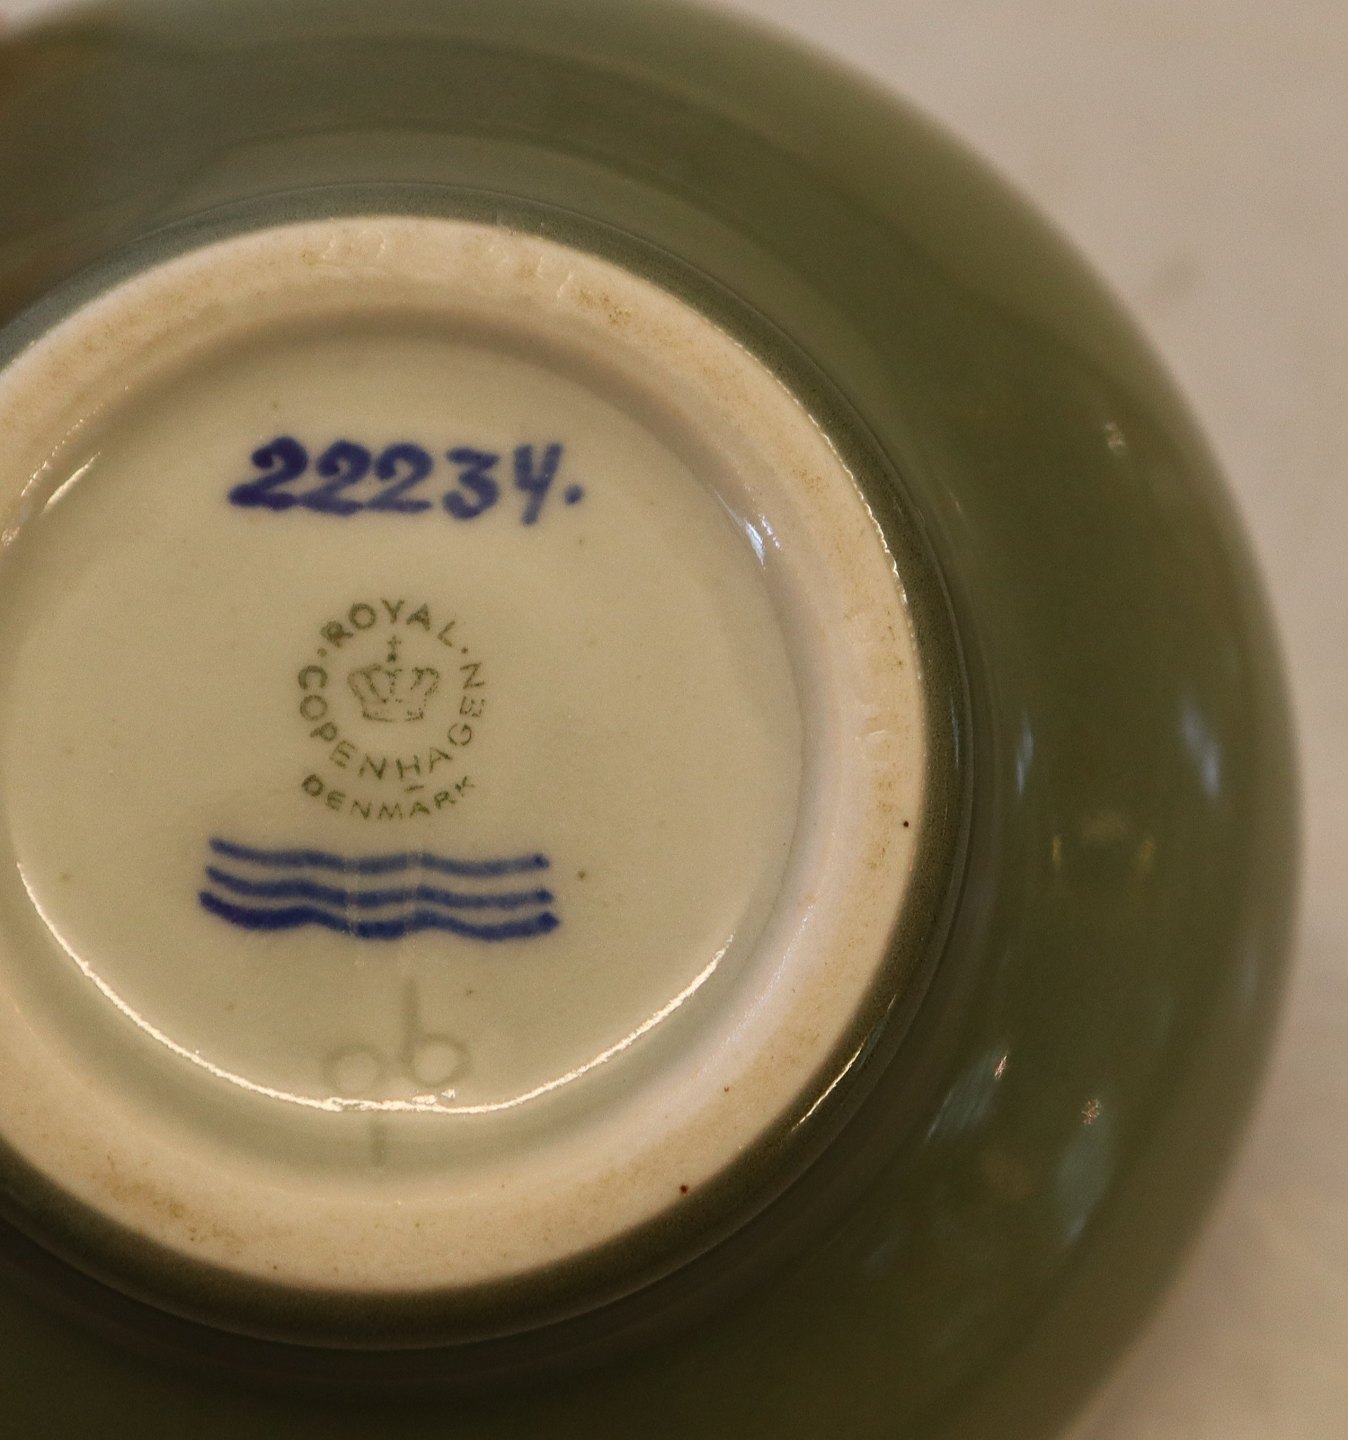 22234.
ROYAL · COPENHAGEN ·
DENMARK